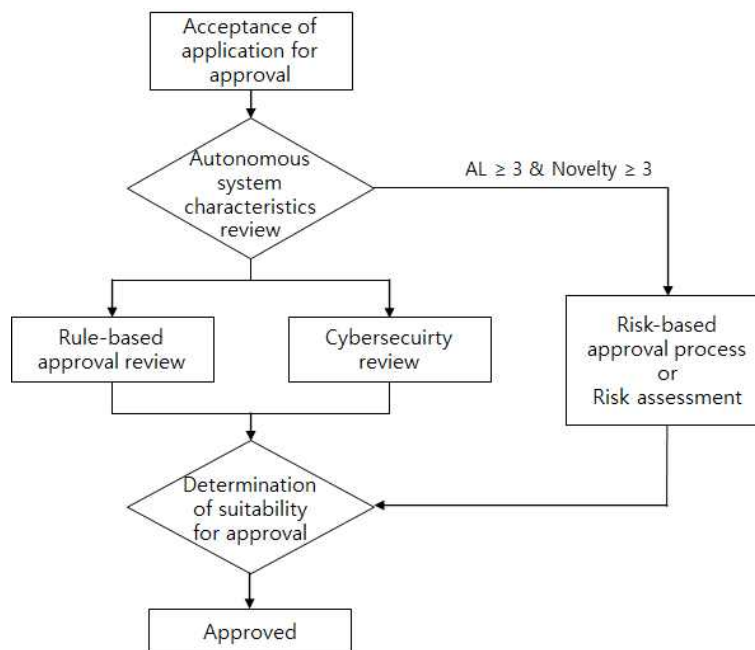 Acceptance of
application for
approval
Autonomous
system
characteristics
review
AL ≥ 3 & Novelty ≥ 3
Rule-based
approval review
Cybersecuirty
review
Risk-based
approval process
or
Risk assessment
Determination
of suitability
for approval
Approved